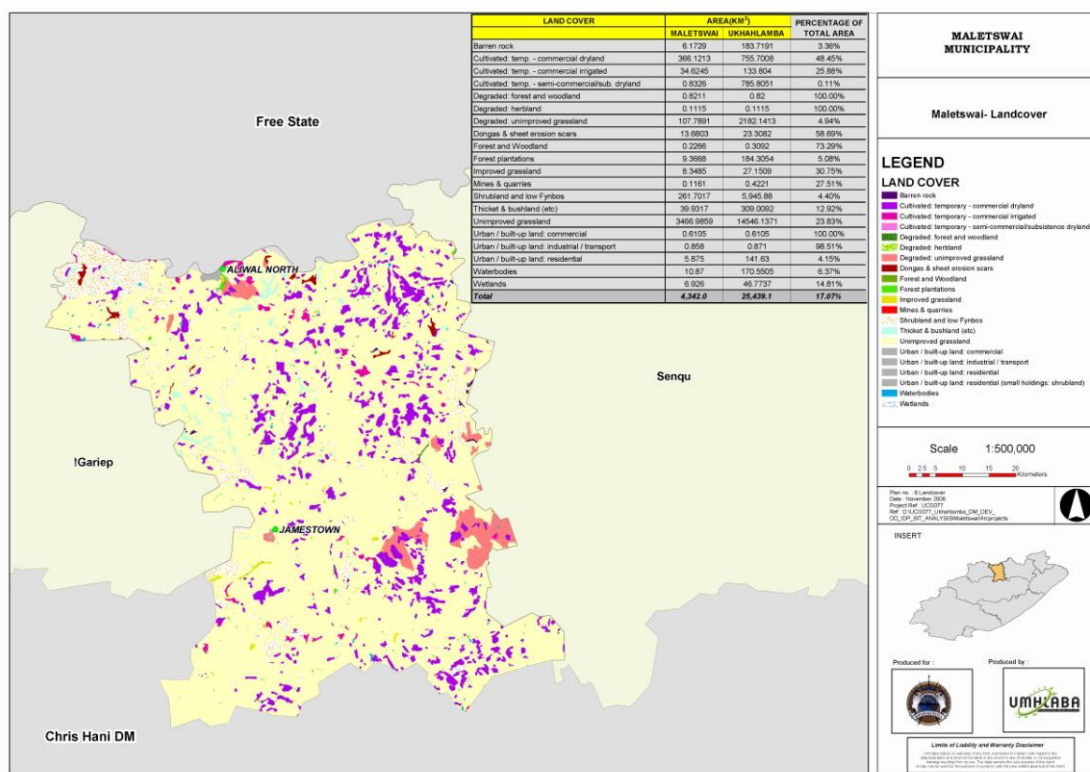 LAND COVER AREA(KM²) PERCENTAGE OF TOTAL AREA
MALETSWAI UKHAHLAMBA
Barren rock 6.1729 183.7191 3.36%
Cultivated: temp. - commercial dryland 366.1213 755.7008 48.45%
Cultivated: temp. - commercial irrigated 34.6245 133.804 25.88%
Cultivated: temp. - semi-commercial/sub. dryland 0.8326 785.8051 0.11%
Degraded: forest and woodland 0.8211 0.82 100.00%
Degraded: herbland 0.1115 0.1115 100.00%
Degraded: unimproved grassland 107.7891 2182.1413 4.94%
Dongas & sheet erosion scars 13.6803 23.3082 58.69%
Forest and Woodland 0.2266 0.3092 73.29%
Forest plantations 9.3668 184.3054 5.08%
Improved grassland 8.3485 27.1509 30.75%
Mines & quarries 0.1161 0.4221 27.51%
Shrubland and low Fynbos 261.7017 5,945.88 4.40%
Thicket & bushland (etc) 39.9317 309.0092 12.92%
Unimproved grassland 3466.9859 14546.1371 23.83%
Urban / built-up land: commercial 0.6105 0.6105 100.00%
Urban / built-up land: industrial / transport 0.858 0.871 98.51%
Urban / built-up land: residential 5.875 141.63 4.15%
Waterbodies 10.87 170.5505 6.37%
Wetlands 6.926 46.7737 14.81%
Total 4,342.0 25,439.1 17.07%
Free State
ALIWAL NORTH
Senqu
!Gariep
JAMESTOWN
Chris Hani DM
MALETSWAI
MUNICIPALITY
Maletswai- Landcover
LEGEND
LAND COVER
Barren rock
Cultivated: temporary - commercial dryland
Cultivated: temporary - commercial irrigated
Cultivated: temporary - semi-commercial/subsistence dryland
Degraded: forest and woodland
Degraded: herbland
Degraded: unimproved grassland
Dongas & sheet erosion scars
Forest and Woodland
Forest plantations
Improved grassland
Mines & quarries
Shrubland and low Fynbos
Thicket & bushland (etc)
Unimproved grassland
Urban / built-up land: commercial
Urban / built-up land: industrial / transport
Urban / built-up land: residential
Urban / built-up land: residential (small holdings: shrubland)
Waterbodies
Wetlands
Scale 1:500,000
0 2.5 5 10 15 20
Kilometers
Plan no. : 8 Landcover
Date : November 2008
Project Ref : UCG077
INSERT
Produced for :
Produced by :
UMHLABA
Limits of Liability and Warranty Disclaimer